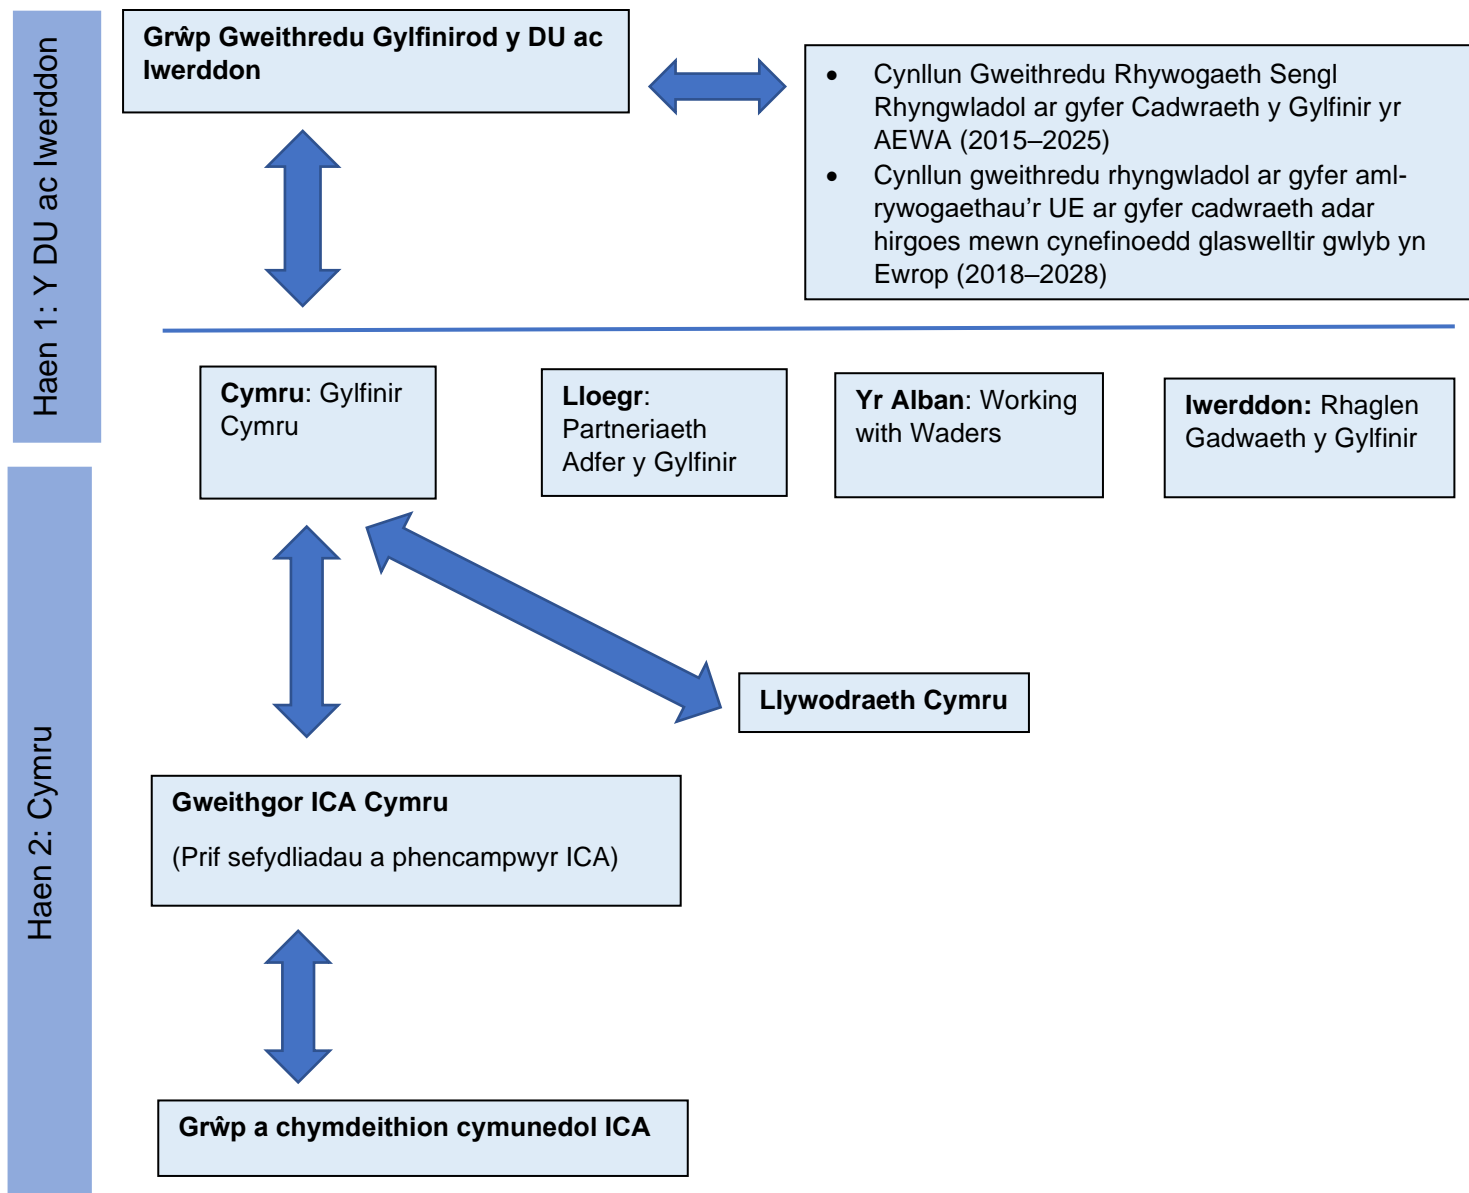 Haen 1: Y DU ac Iwerddon
Grŵp Gweithredu Gylfinirod y DU ac
Iwerddon
• Cynllun Gweithredu Rhywogaeth Sengl
Rhyngwladol ar gyfer Cadwraeth y Gylfinir yr
AEWA (2015–2025)
• Cynllun gweithredu rhyngwladol ar gyfer aml-
rywogaethau’r UE ar gyfer cadwraeth adar
hirgoes mewn cynefinoedd glaswelltir gwlyb yn
Ewrop (2018–2028)
Cymru: Gylfinir
Cymru
Lloegr:
Partneriaeth
Adfer y Gylfinir
Yr Alban: Working
with Waders
Iwerddon: Rhaglen
Gadwaeth y Gylfinir
Haen 2: Cymru
Llywodraeth Cymru
Gweithgor ICA Cymru
(Prif sefydliadau a phencampwyr ICA)
Grŵp a chymdeithion cymunedol ICA